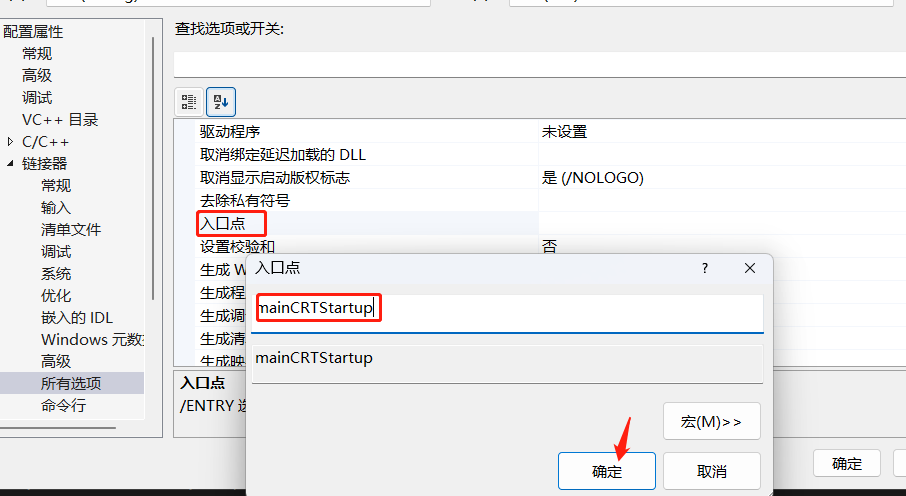 配置属性
常规
高级
调试
VC++ 目录
C/C++
链接器
常规
输入
清单文件
调试
系统
优化
嵌入的 IDL
Windows 元数
高级
所有选项
命令行
查找选项或开关:
驱动程序 未设置
取消绑定延迟加载的 DLL
取消显示启动版权标志 是 (/NOLOGO)
去除私有符号
入口点
设置校验和 否
生成 W
生成程
生成调
生成清
生成映
入口点
/ENTRY 选
入口点 ?
mainCRTStartup
mainCRTStartup
宏(M)>>
确定 取消
确定